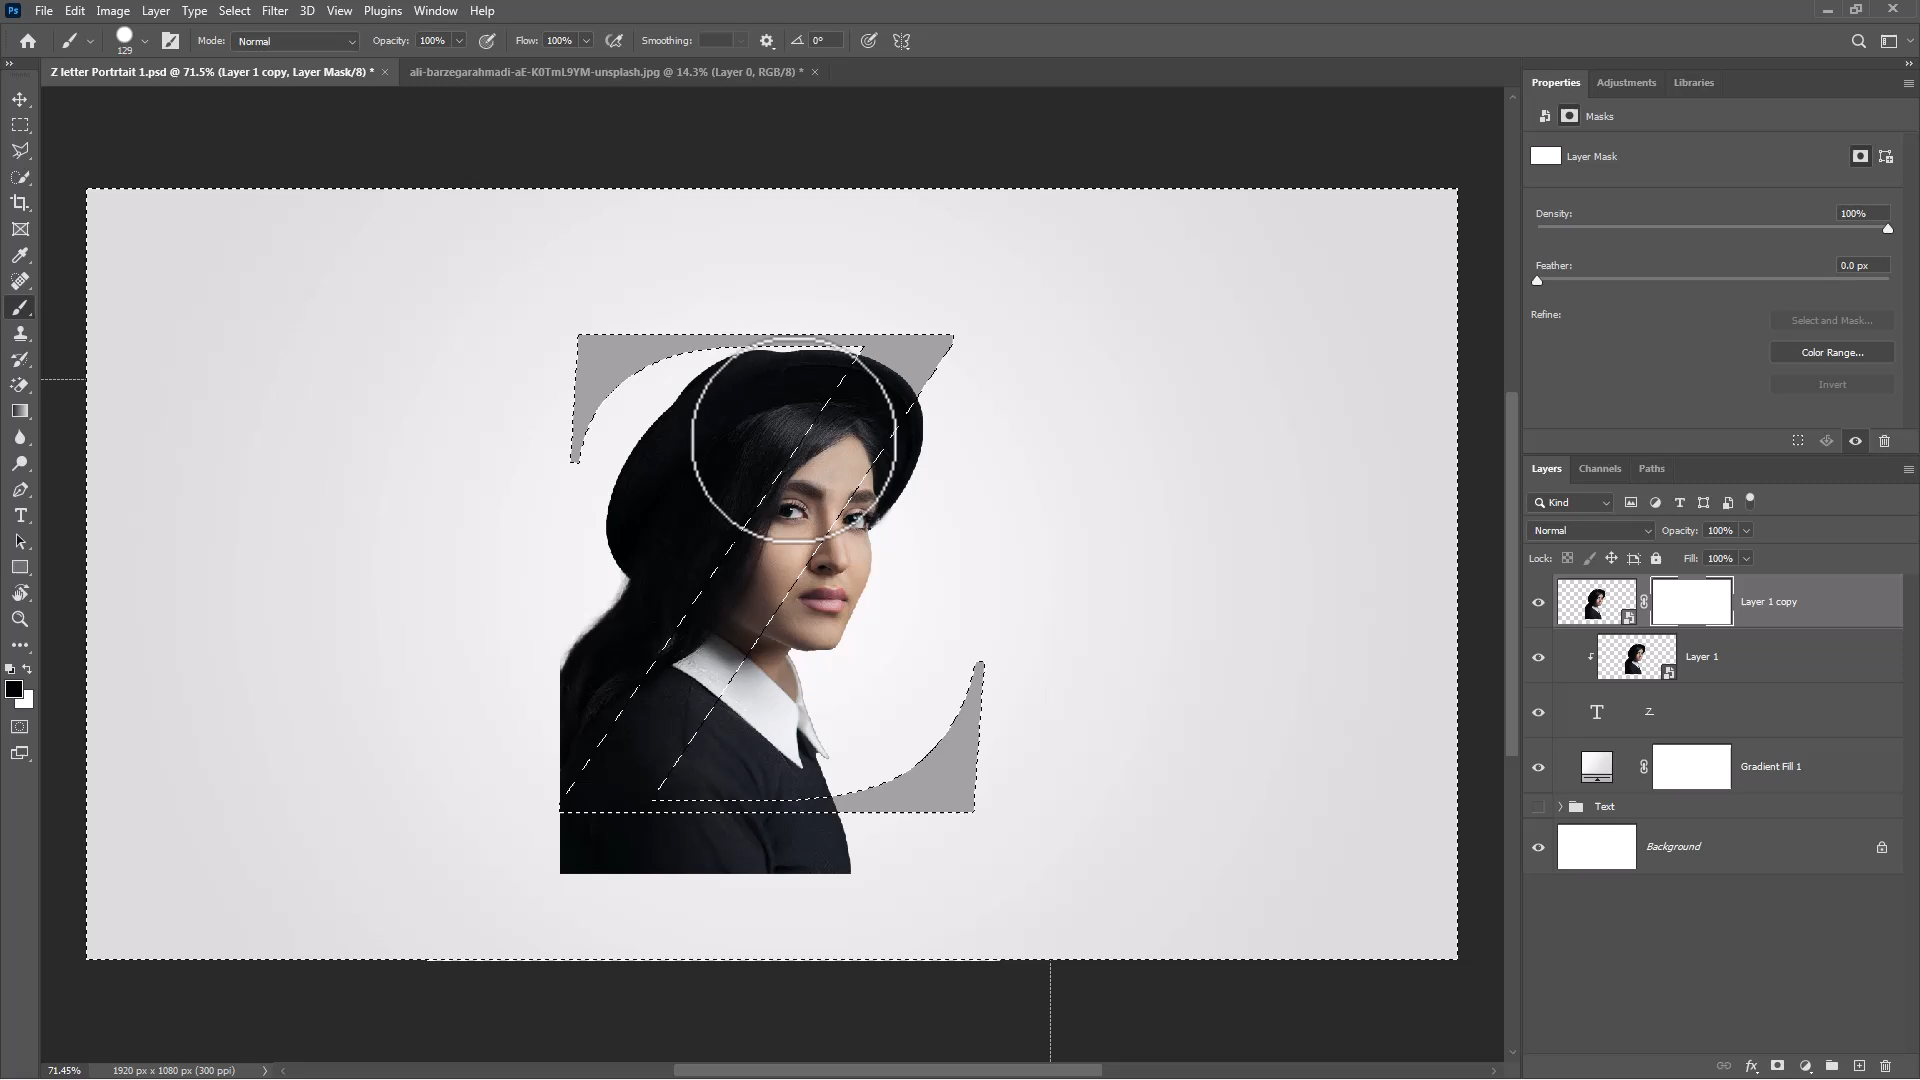 Ps File Edit Image Layer Type Select Filter 3D View Plugins Window Help
129 Mode: Normal Opacity: 100% Flow: 100% Smoothing: 0°
Z letter Portrtait 1.psd @ 71.5% (Layer 1 copy, Layer Mask/8) * ali-barzegarahmadi-aE-K0TmL9YM-unsplash.jpg @ 14.3% (Layer 0, RGB/8) *
Properties Adjustments Libraries
Masks
Layer Mask
Density: 100%
Feather: 0.0 px
Refine: Select and Mask...
Color Range...
Invert
Layers Channels Paths
Kind
Normal Opacity: 100%
Lock: Fill: 100%
Layer 1 copy
Layer 1
T Z
Gradient Fill 1
Text
Background
71.45% 1920 px x 1080 px (300 ppi)